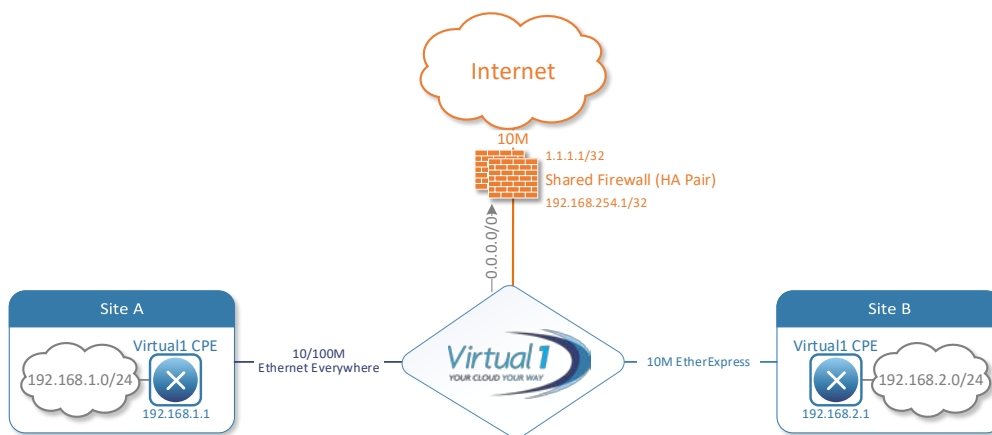 Internet
10M
1.1.1.1/32
Shared Firewall (HA Pair)
192.168.254.1/32
0.0.0.0/0
Site A
Virtual1 CPE
192.168.1.0/24
192.168.1.1
10/100M
Ethernet Everywhere
Virtual 1
YOUR CLOUD YOUR WAY
10M EtherExpress
Site B
Virtual1 CPE
192.168.2.0/24
192.168.2.1